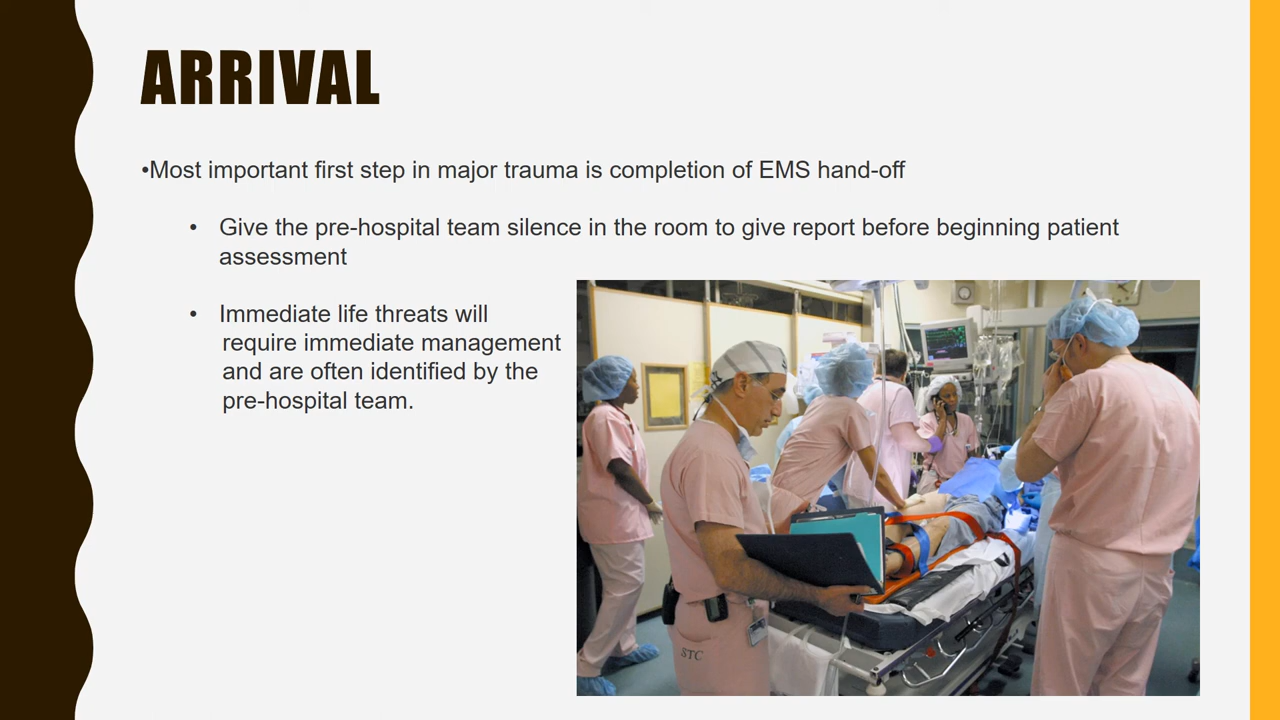 ARRIVAL
•Most important first step in major trauma is completion of EMS hand-off
• Give the pre-hospital team silence in the room to give report before beginning patient
assessment
• Immediate life threats will
require immediate management
and are often identified by the
pre-hospital team.
STC